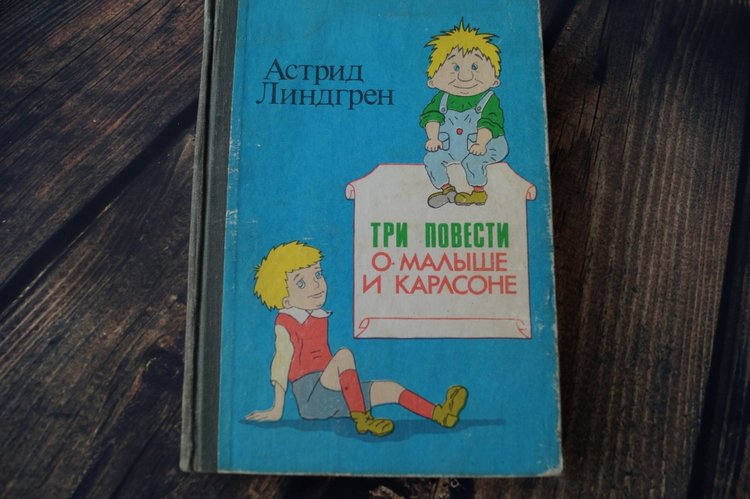 Астрид
Линдгрен
ТРИ ПОВЕСТИ
О МАЛЫШЕ
И КАРЛСОНЕ